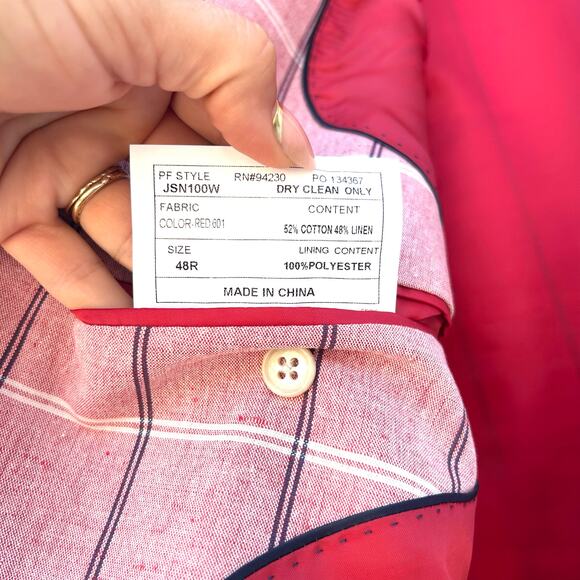 PF STYLE RN#94230 PO 134367
JSN100W DRY CLEAN ONLY
FABRIC CONTENT
COLOR-RED 601 52% COTTON 48% LINEN
SIZE LINING CONTENT
48R 100%POLYESTER
MADE IN CHINA